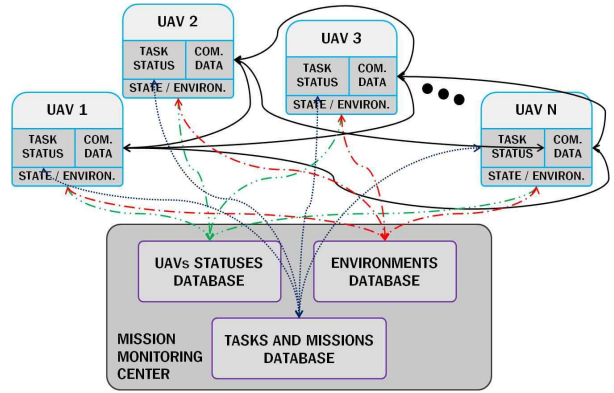 UAV 2
TASK
STATUS
COM.
DATA
STATE / ENVIRON.
UAV 3
TASK
STATUS
COM.
DATA
STATE / ENVIRON.
UAV 1
TASK
STATUS
COM.
DATA
STATE / ENVIRON.
UAV N
TASK
STATUS
COM.
DATA
STATE / ENVIRON.
UAVs STATUSES
DATABASE
ENVIRONMENTS
DATABASE
TASKS AND MISSIONS
DATABASE
MISSION
MONITORING
CENTER